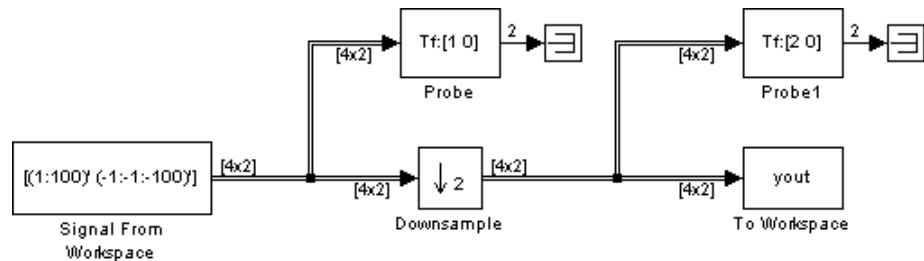 Tf:[1 0]
2
[4x2]
Probe
Tf:[2 0]
2
[4x2]
Probe1
[(1:100)' (-1:-1:-100)']
[4x2]
[4x2]
↓ 2
[4x2]
[4x2]
yout
Signal From
Workspace
Downsample
To Workspace